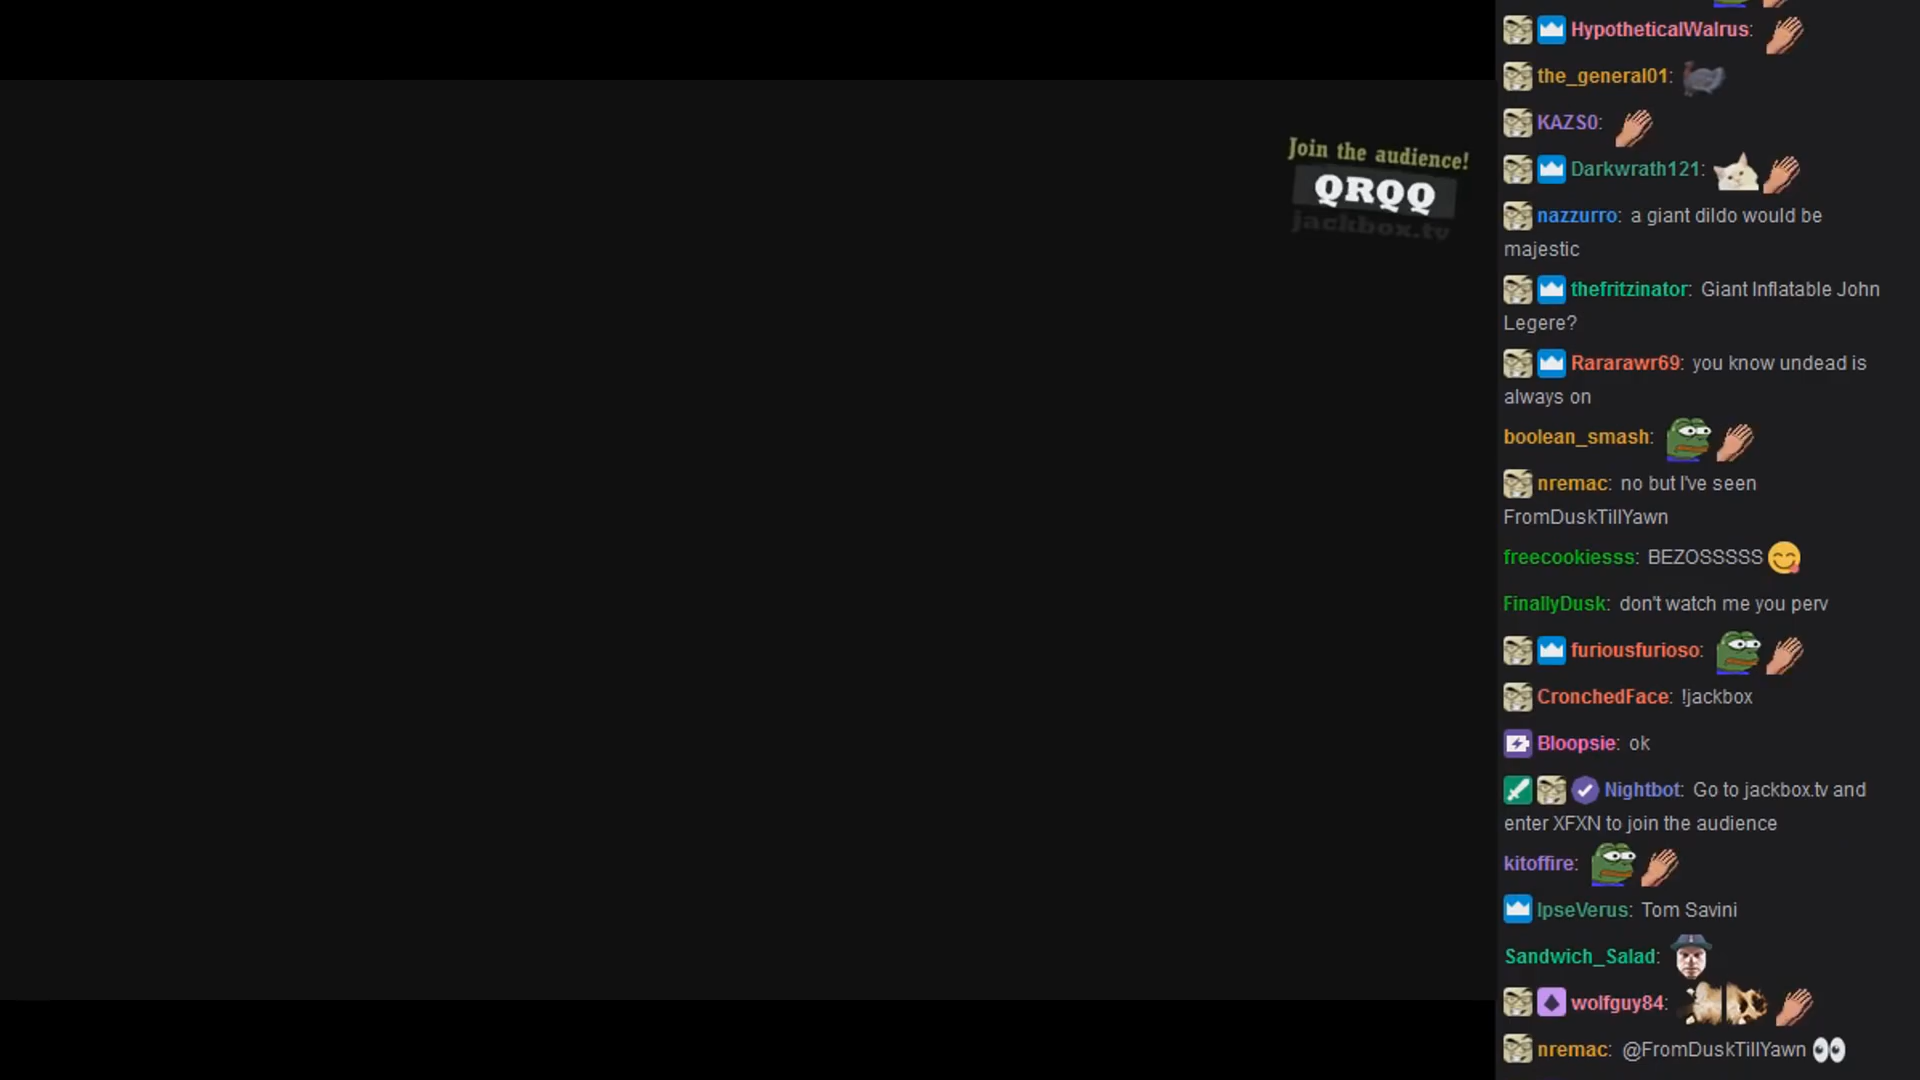 Join the audience!
QRQQ
jackbox.tv
HypotheticalWalrus:
the_general01:
KAZS0:
Darkwrath121:
nazzurro: a giant dildo would be
majestic
thefritzinator: Giant Inflatable John
Legere?
Rararawr69: you know undead is
always on
boolean_smash:
nremac: no but I've seen
FromDuskTillYawn
freecookiesss: BEZOSSSSS
FinallyDusk: don't watch me you perv
furiousfurioso:
CronchedFace: !jackbox
Bloopsie: ok
Nightbot: Go to jackbox.tv and
enter XFXN to join the audience
kitoffire:
IpseVerus: Tom Savini
Sandwich_Salad:
wolfguy84:
nremac: @FromDuskTillYawn